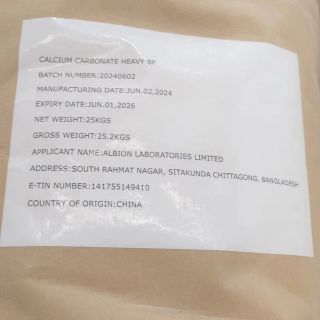 CALCIUM CARBONATE HEAVY BP
BATCH NUMBER:20240602
MANUFACTURING DATE:JUN.02,2024
EXPIRY DATE:JUN.01,2026
NET WEIGHT:25KGS
GROSS WEIGHT:25.2KGS
APPLICANT NAME:ALBION LABORATORIES LIMITED
ADDRESS:SOUTH RAHMAT NAGAR, SITAKUNDA CHITTAGONG, BANGLADESH
E-TIN NUMBER:141755149410
COUNTRY OF ORIGIN:CHINA